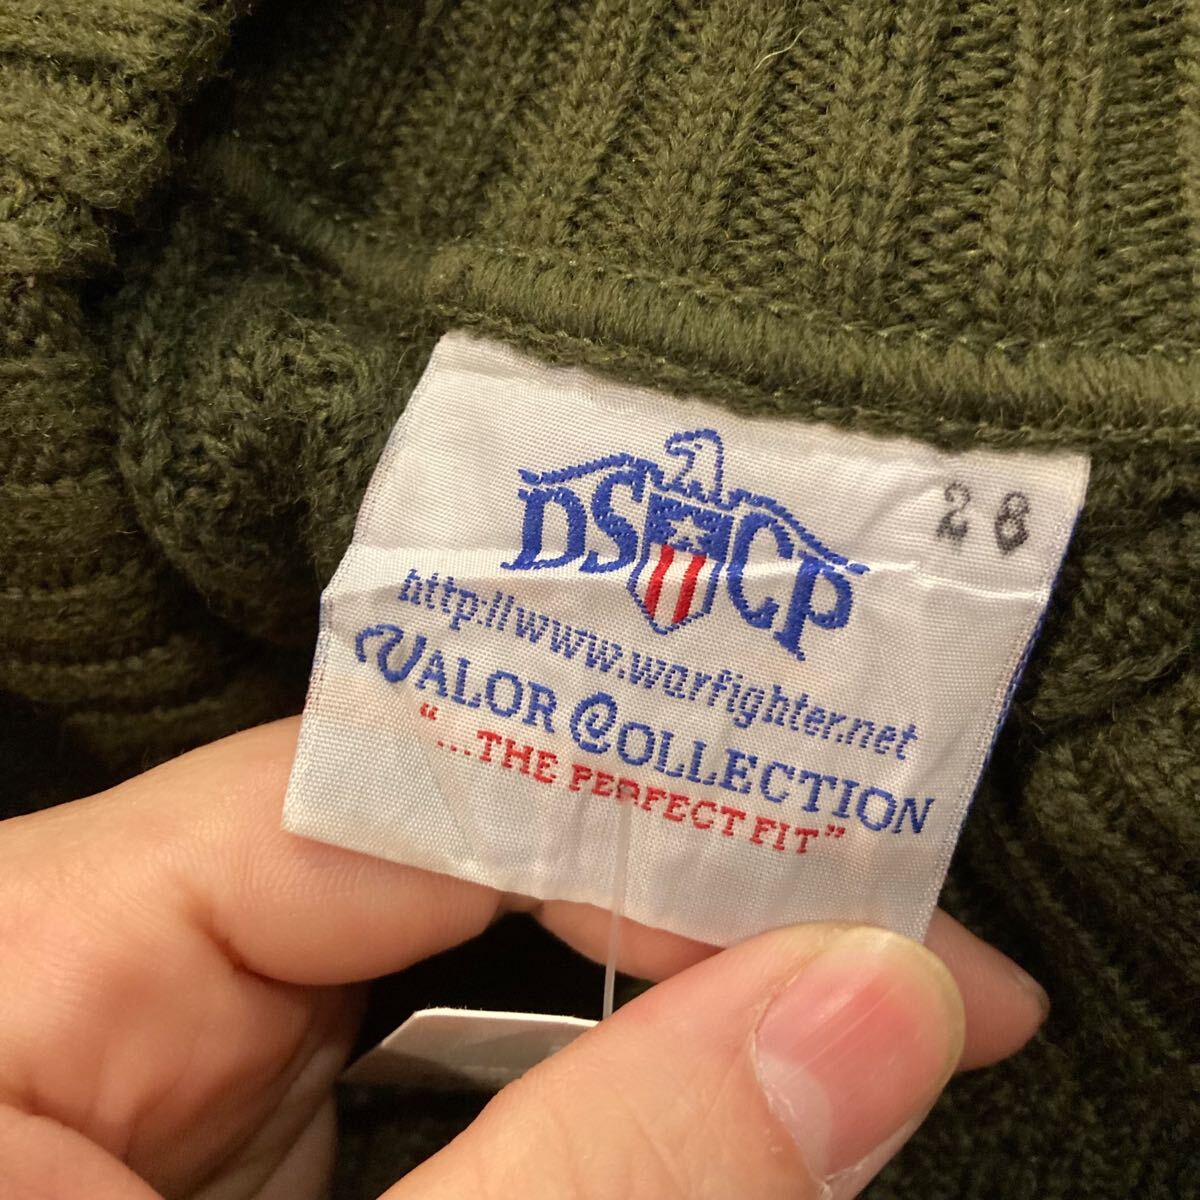 28
DSCP
http://www.warfighter.net
VALOR COLLECTION
"...THE PERFECT FIT"